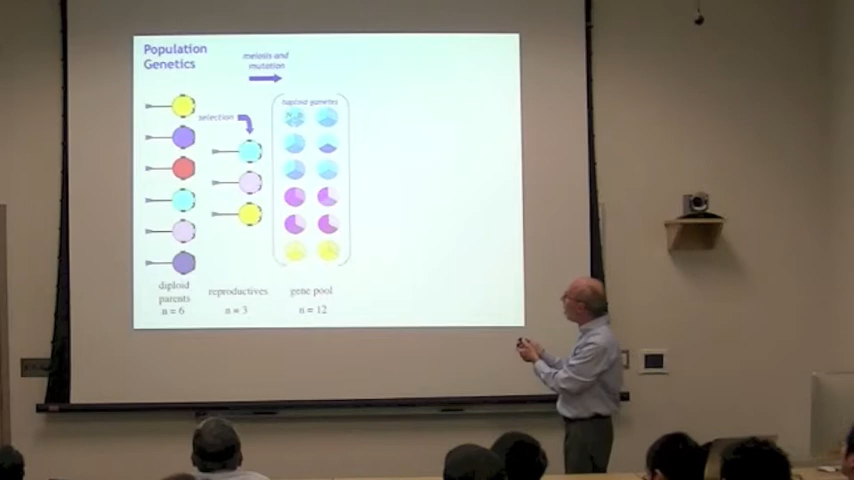 Population
Genetics
meiosis and
mutation
haploid gametes
selection
diploid
parents
n = 6
reproductives
n = 3
gene pool
n = 12